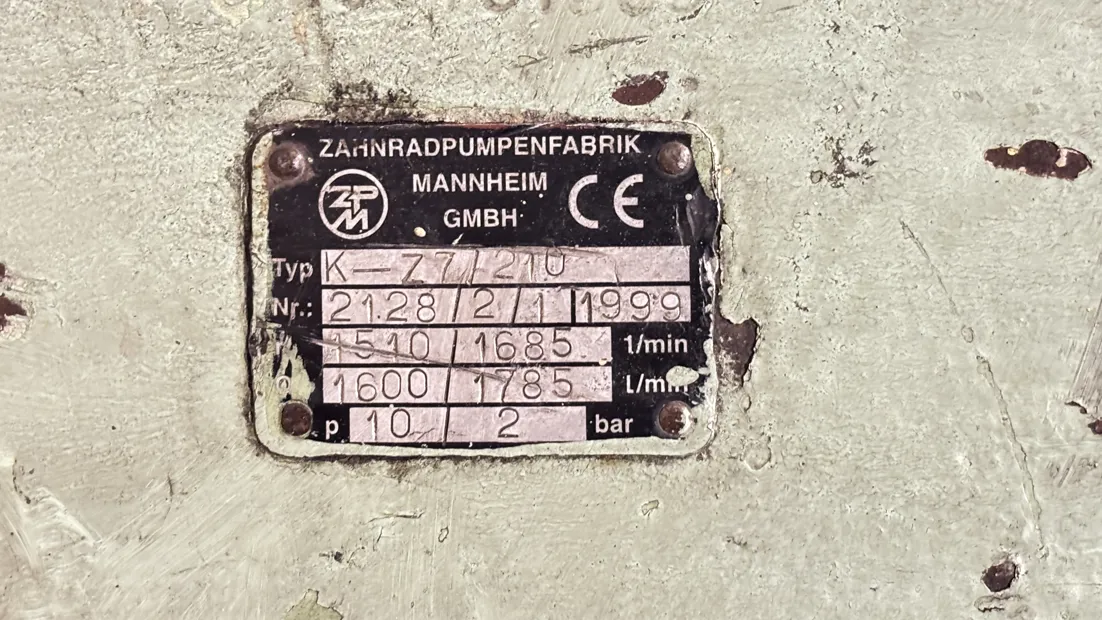 ZAHNRADPUMPENFABRIK
ZPM MANNHEIM CE
GMBH
Typ K-Z7/210
Nr.: 2128/2/1 1999
1510/1685 1/min
1600/1785 l/min
p 10/2 bar